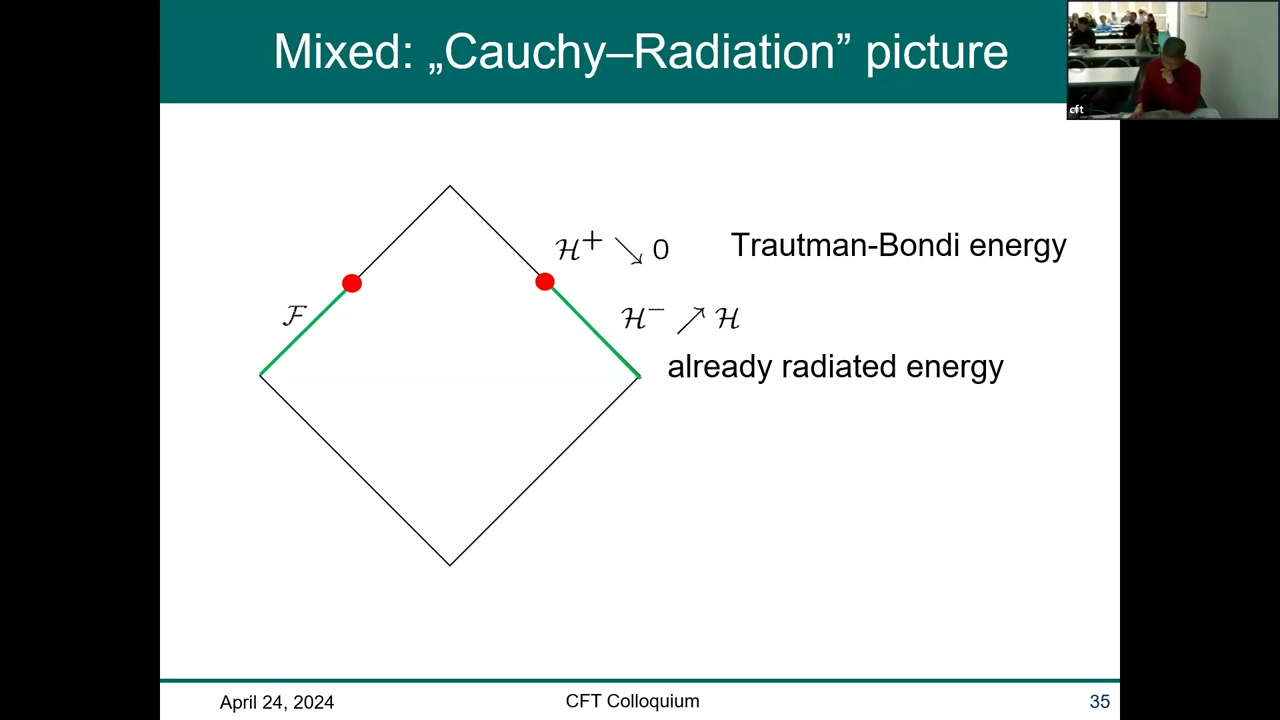 Mixed: „Cauchy–Radiation” picture
cft
ℋ⁺ ↘ 0 Trautman-Bondi energy
ℱ
ℋ⁻ ↗ ℋ
already radiated energy
April 24, 2024 CFT Colloquium 35